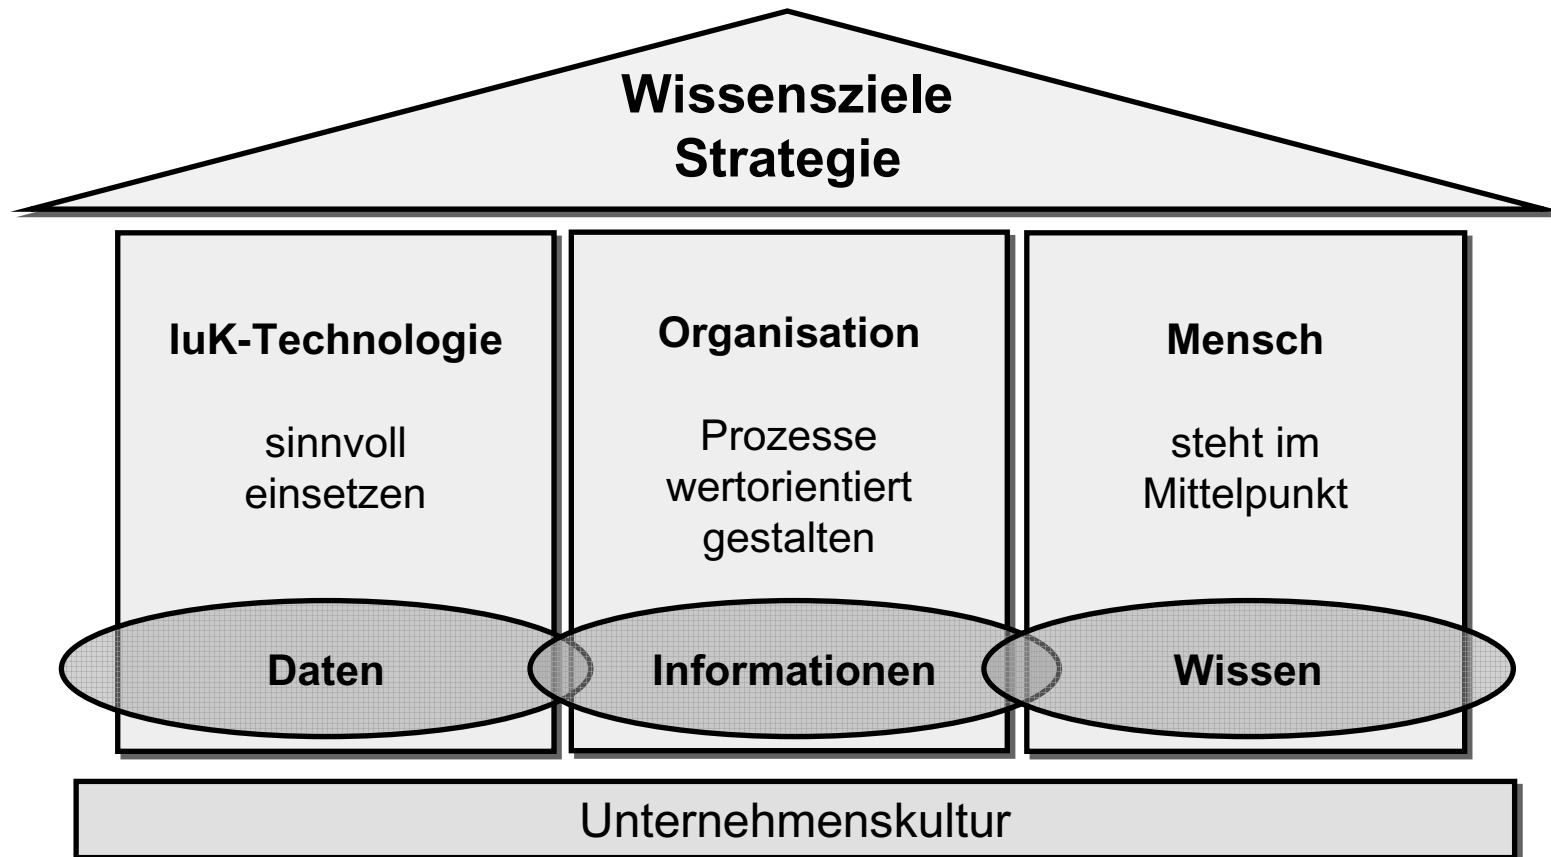 Wissensziele
Strategie
IuK-Technologie
sinnvoll
einsetzen
Organisation
Prozesse
wertorientiert
gestalten
Mensch
steht im
Mittelpunkt
Daten
Informationen
Wissen
Unternehmenskultur